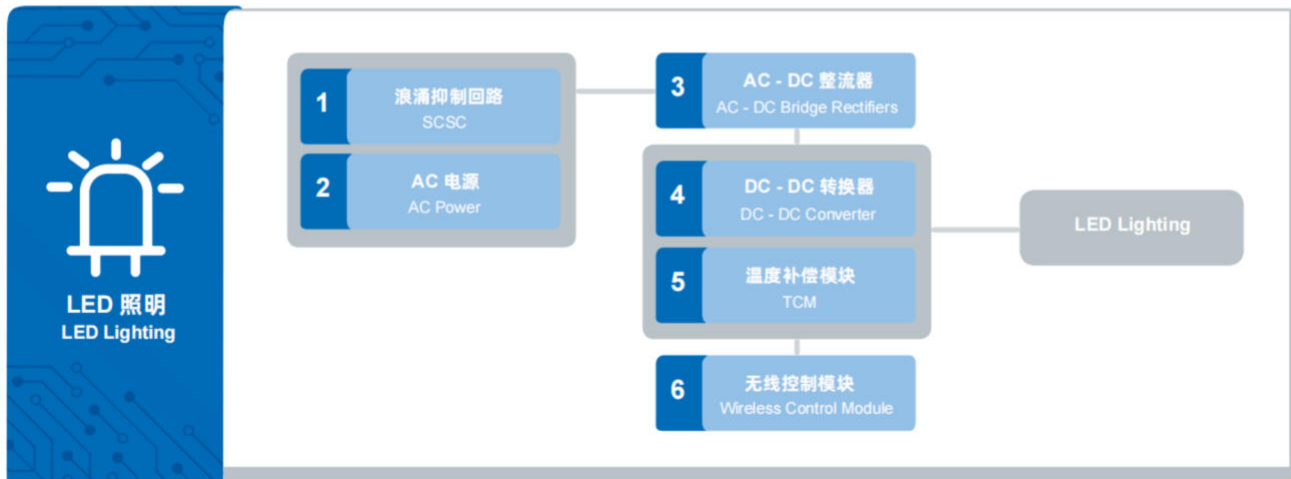 LED 照明
LED Lighting
1
浪涌抑制回路
SCSC
2
AC 电源
AC Power
3
AC - DC 整流器
AC - DC Bridge Rectifiers
4
DC - DC 转换器
DC - DC Converter
5
温度补偿模块
TCM
6
无线控制模块
Wireless Control Module
LED Lighting